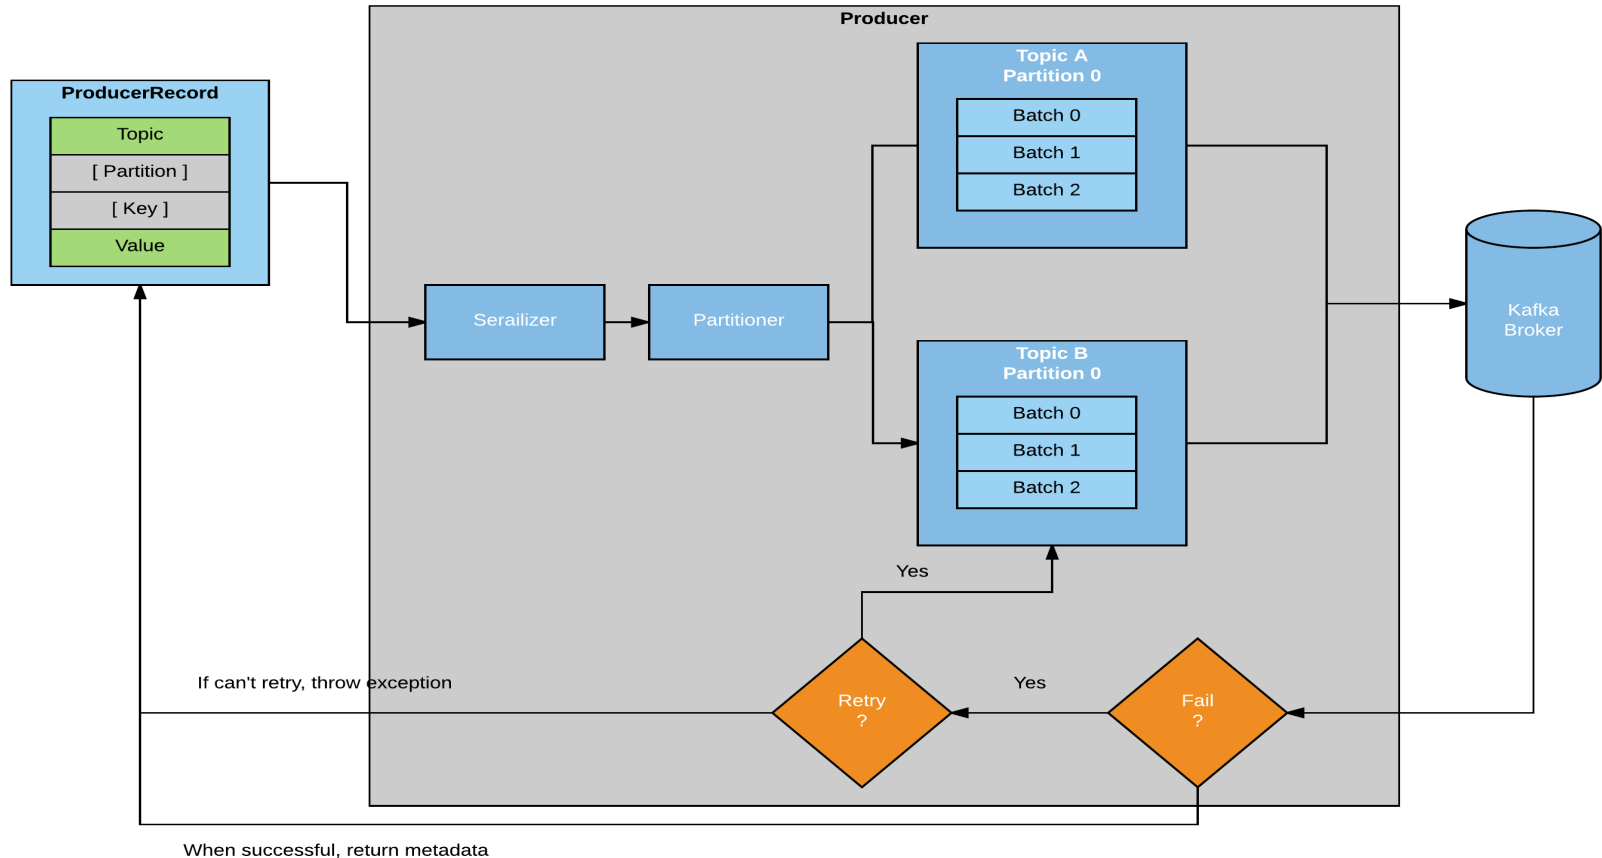 Producer
ProducerRecord
Topic
[ Partition ]
[ Key ]
Value
Serailizer
Partitioner
Topic A
Partition 0
Batch 0
Batch 1
Batch 2
Topic B
Partition 0
Batch 0
Batch 1
Batch 2
Kafka
Broker
Yes
If can't retry, throw exception
Retry
?
Yes
Fail
?
When successful, return metadata